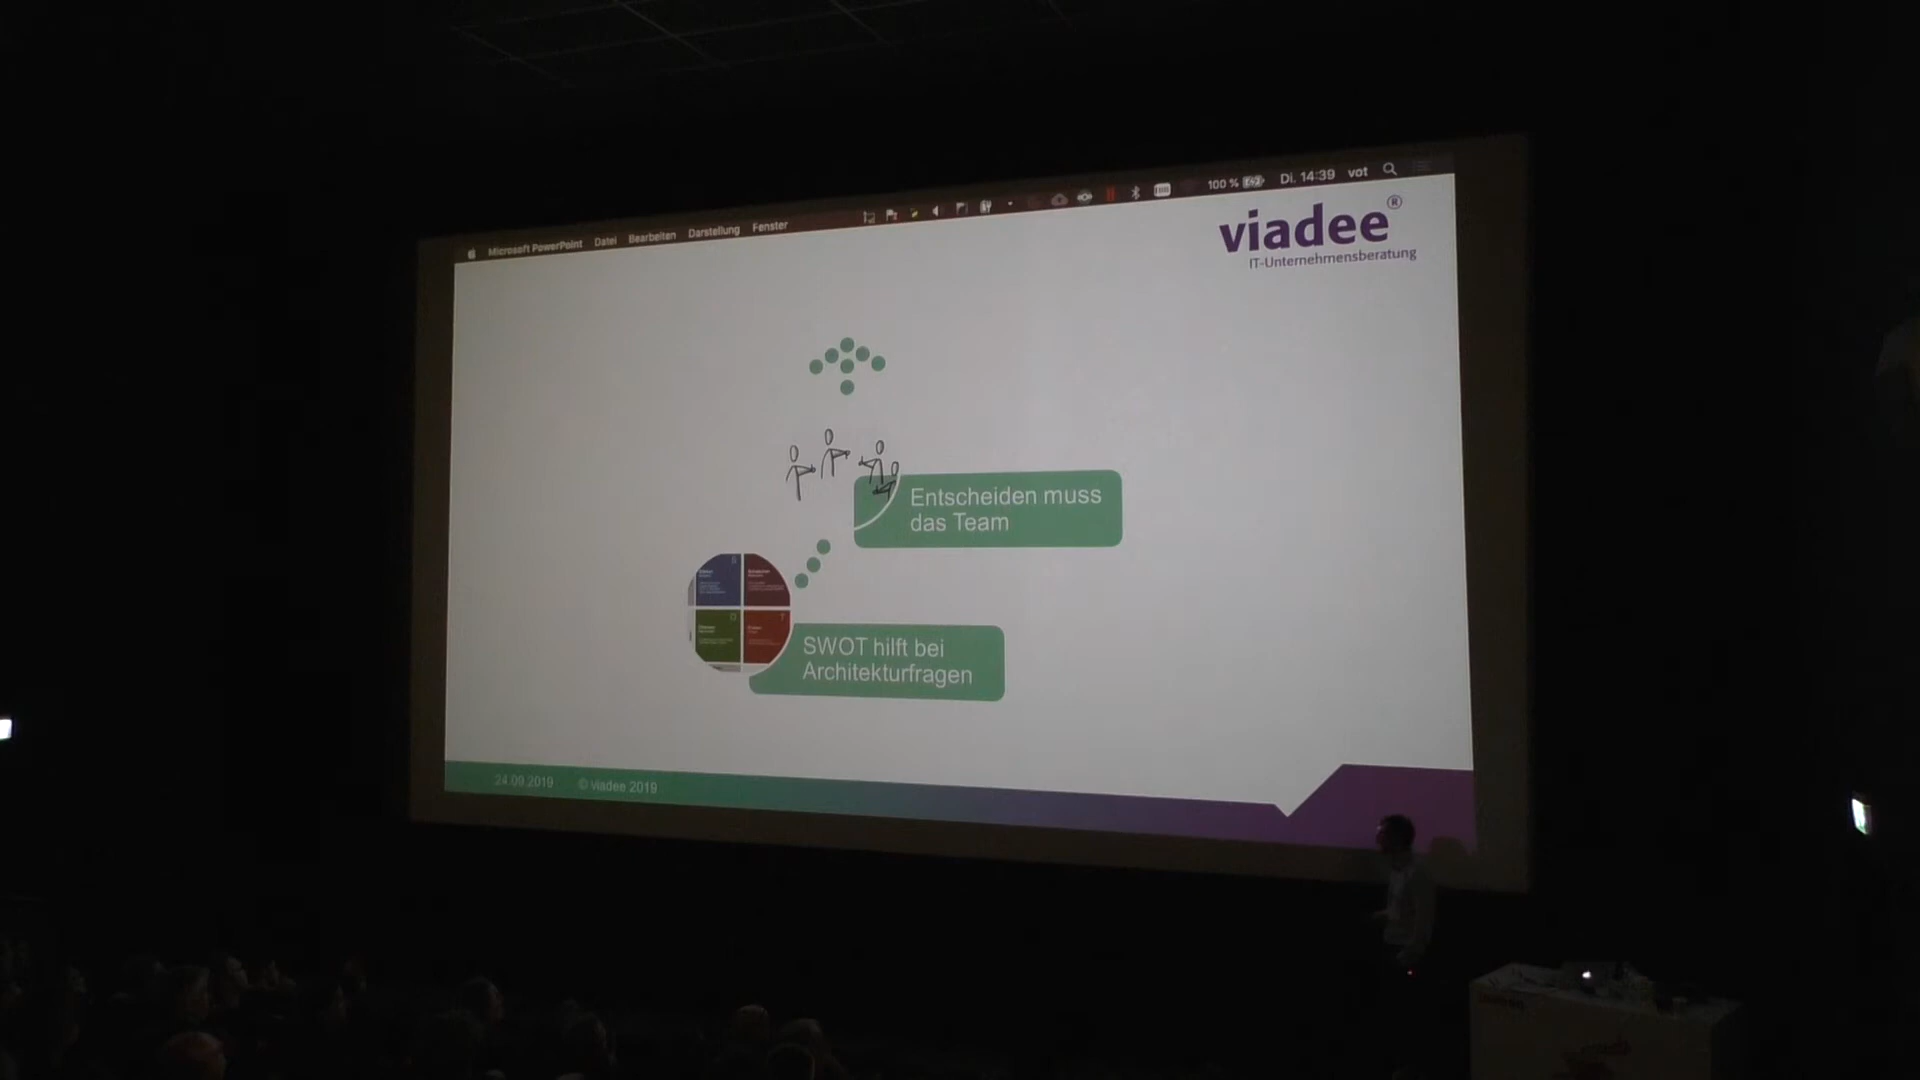 Microsoft PowerPoint Datei Bearbeiten Darstellung Fenster
100 % Di. 14:39 vot
viadee®
IT-Unternehmensberatung
Entscheiden muss
das Team
S
O
T
SWOT hilft bei
Architekturfragen
24.09.2019 © viadee 2019